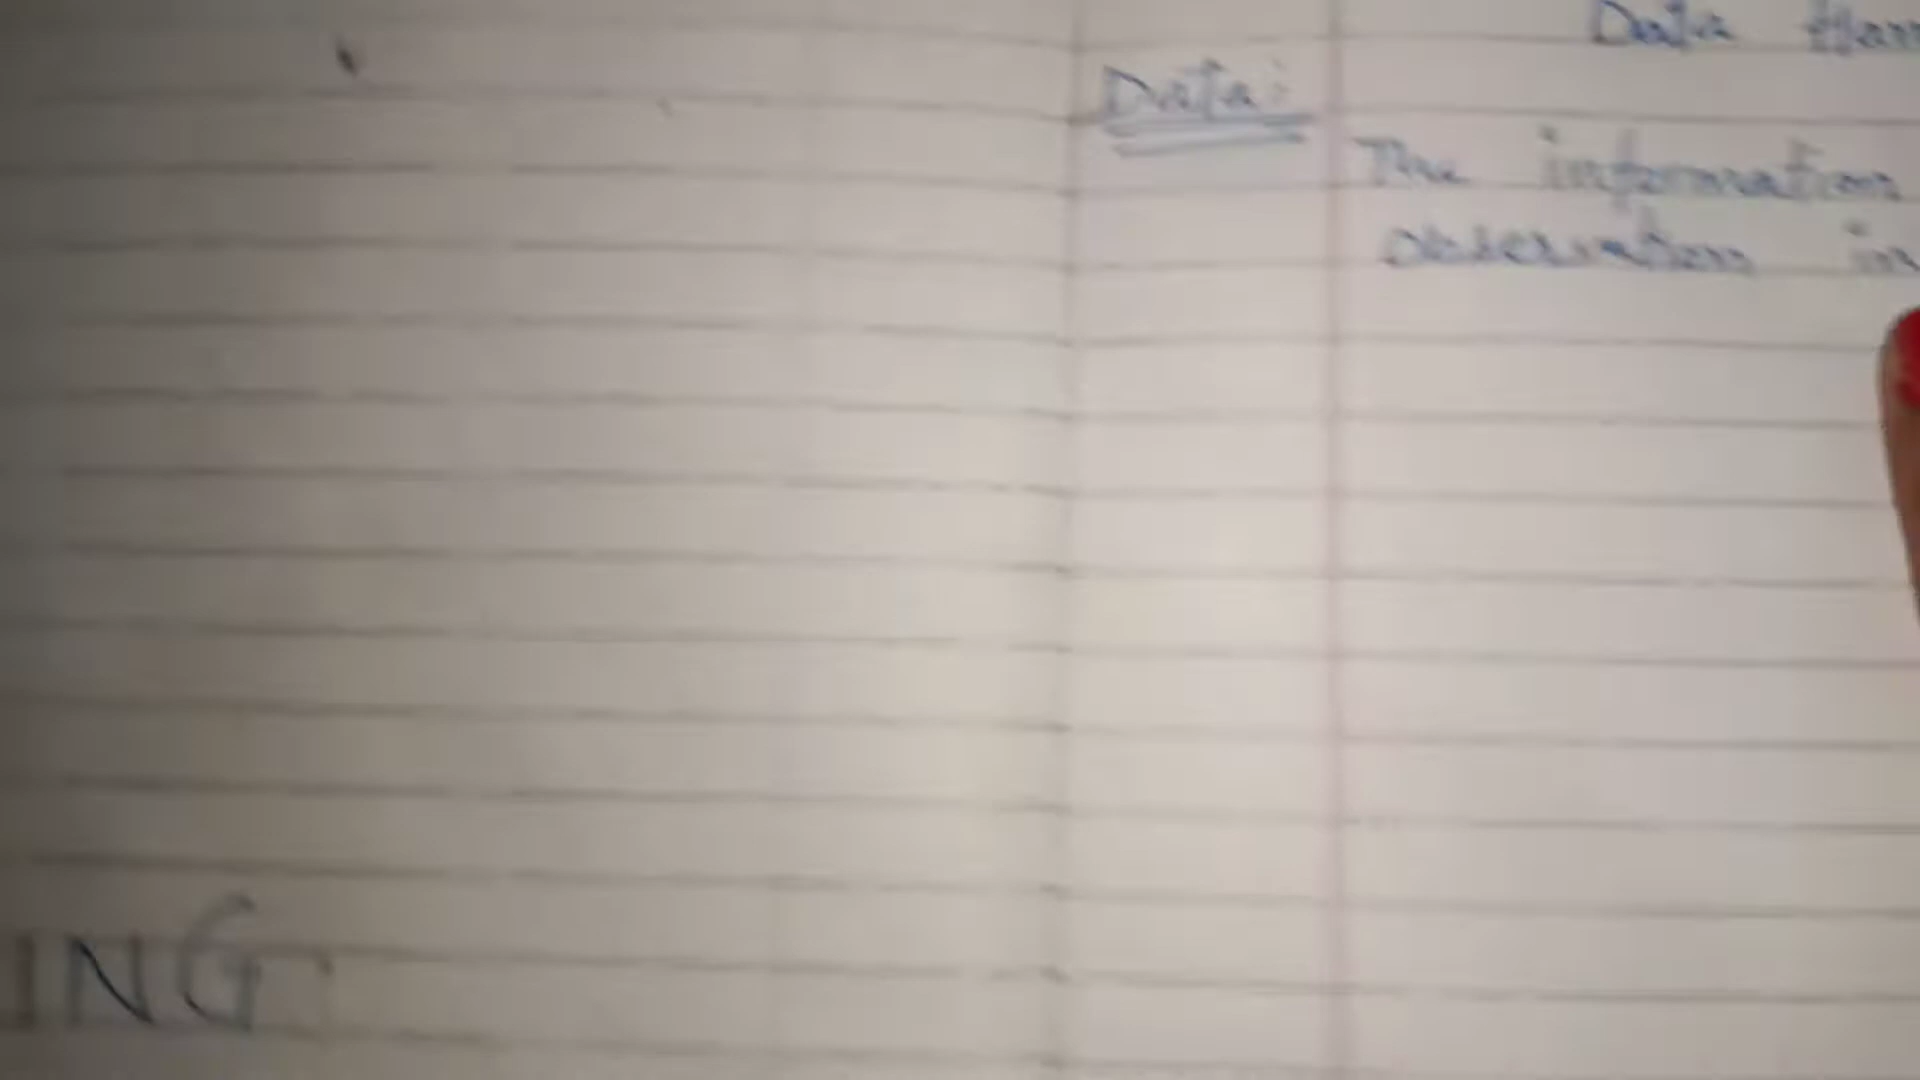 ING
Data
Data:
The information
observation in